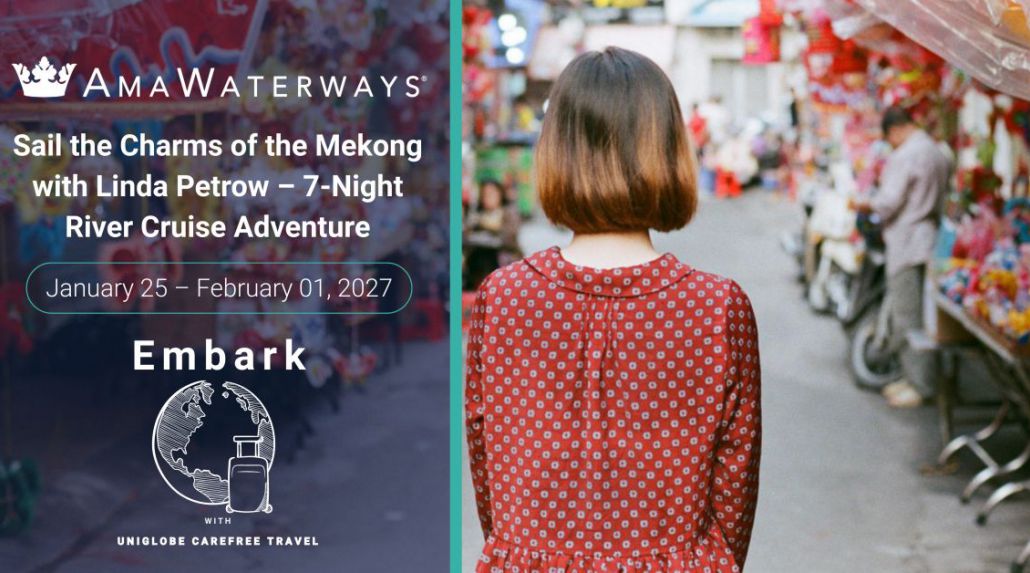 AMAWATERWAYS®
Sail the Charms of the Mekong
with Linda Petrow – 7-Night
River Cruise Adventure
January 25 – February 01, 2027
Embark
WITH
UNIGLOBE CAREFREE TRAVEL